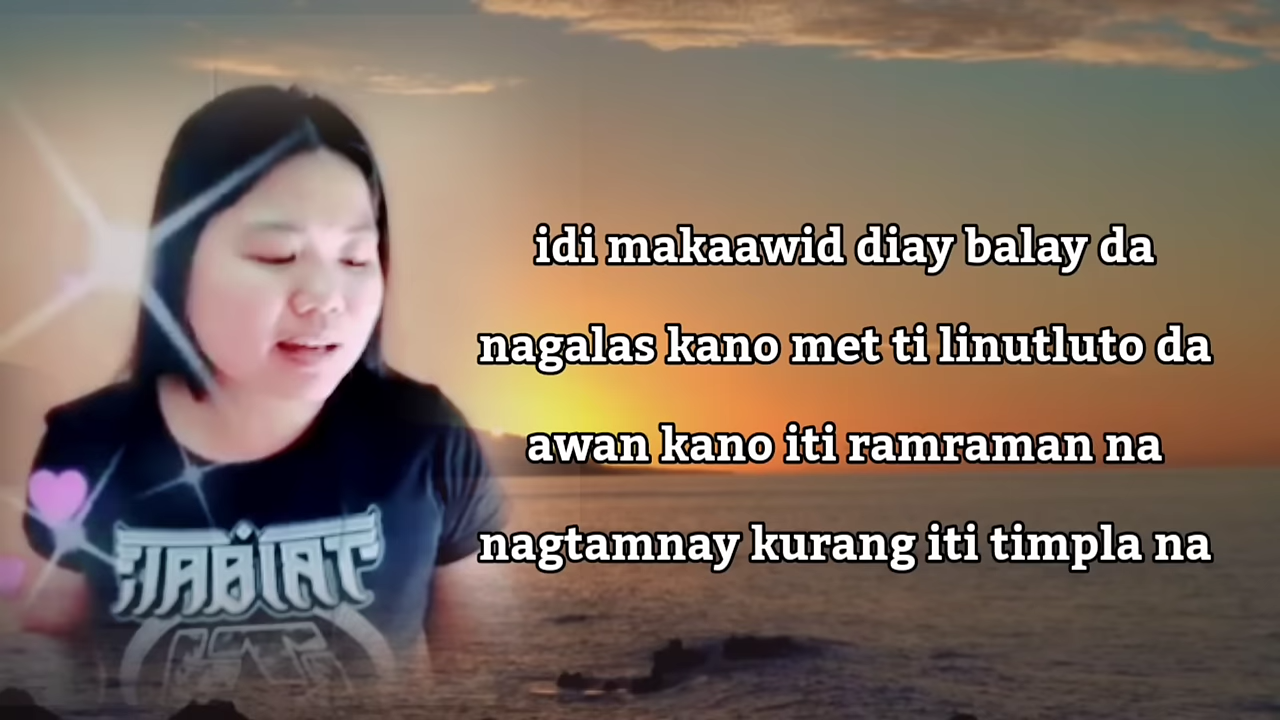 idi makaawid diay balay da
nagalas kano met ti linutluto da
awan kano iti ramraman na
nagtamnay kurang iti timpla na